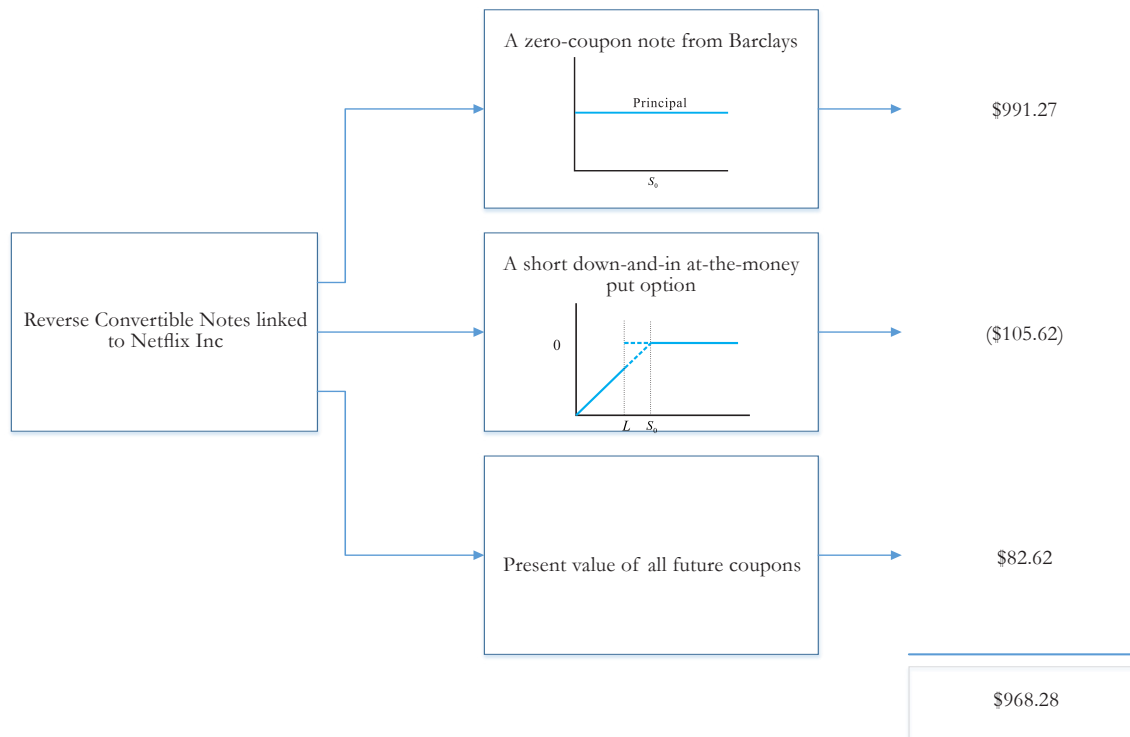 A zero-coupon note from Barclays
Principal
S₀
$991.27
Reverse Convertible Notes linked
to Netflix Inc
A short down-and-in at-the-money
put option
0
L S₀
($105.62)
Present value of all future coupons
$82.62
$968.28